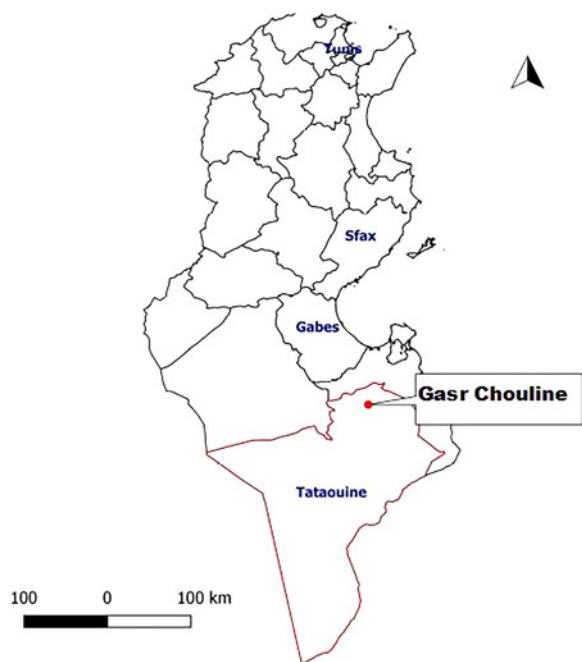 Tunis
Sfax
Gabes
Gasr Chouline
Tataouine
100 0 100 km